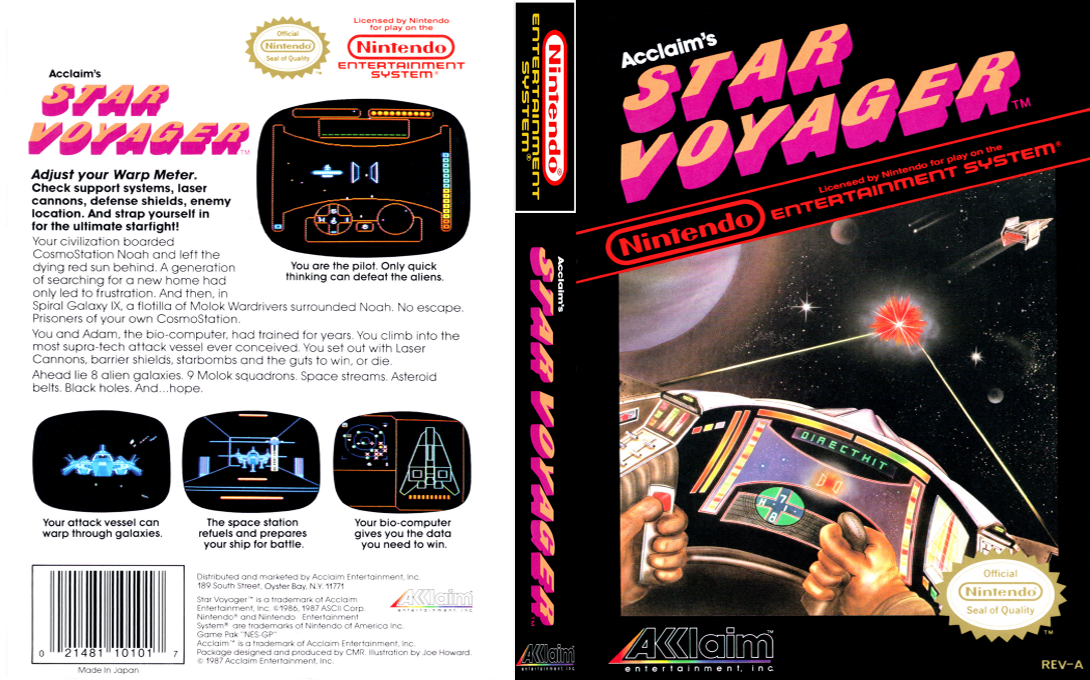 Official
Nintendo
Seal of Quality
TM
Licensed by Nintendo
for play on the
Nintendo
ENTERTAINMENT
SYSTEM®
Acclaim's
STAR
VOYAGER
TM
Adjust your Warp Meter.
Check support systems, laser
cannons, defense shields, enemy
location. And strap yourself in
for the ultimate starfight!
Your civilization boarded
CosmoStation Noah and left the
dying red sun behind. A generation
of searching for a new home had
only led to frustration. And then, in
Spiral Galaxy IX, a flotilla of Molok Wardrivers surrounded Noah. No escape.
Prisoners of your own CosmoStation.
You and Adam, the bio-computer, had trained for years. You climb into the
most supra-tech attack vessel ever conceived. You set out with Laser
Cannons, barrier shields, starbombs and the guts to win, or die.
Ahead lie 8 alien galaxies. 9 Molok squadrons. Space streams. Asteroid
belts. Black holes. And...hope.
You are the pilot. Only quick
thinking can defeat the aliens.
Your attack vessel can
warp through galaxies.
The space station
refuels and prepares
your ship for battle.
Your bio-computer
gives you the data
you need to win.
0 21481 10101 7
Made in Japan
Distributed and marketed by Acclaim Entertainment, Inc.
189 South Street, Oyster Bay, N.Y. 11771
Star Voyager™ is a trademark of Acclaim
Entertainment, Inc. ©1986, 1987 ASCII Corp.
Nintendo® and Nintendo Entertainment
System® are trademarks of Nintendo of America Inc.
Game Pak "NES-GP"
Acclaim™ is a trademark of Acclaim Entertainment, Inc.
Package designed and produced by CMR. Illustration by Joe Howard.
© 1987 Acclaim Entertainment, Inc.
AKKlaim
entertainment, inc.
Nintendo
ENTERTAINMENT
SYSTEM®
Acclaim's
STAR VOYAGER
TM
AKKlaim
entertainment, inc.
Acclaim's
STAR
VOYAGER
TM
Licensed by Nintendo for play on the
Nintendo
ENTERTAINMENT SYSTEM®
DIRECT HIT
7
8
Official
Nintendo
Seal of Quality
TM
AKKlaim
TM
entertainment, inc.
REV-A